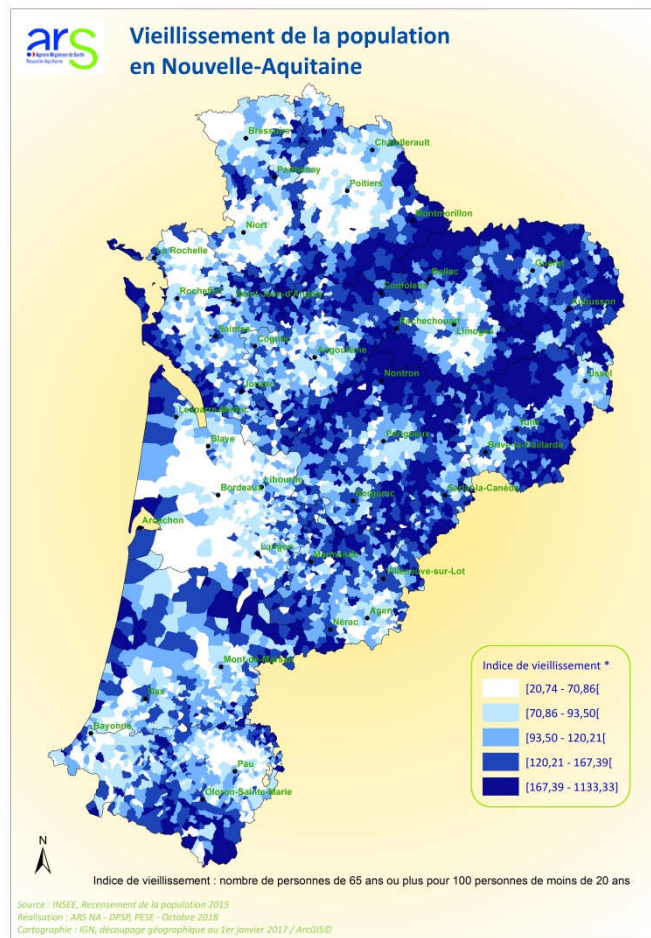 ars
Agence Régionale de Santé
Nouvelle Aquitaine
Vieillissement de la population
en Nouvelle-Aquitaine
Bressuire
Châtellerault
Parthenay
Poitiers
Montmorillon
Niort
La Rochelle
Bellac
Guéret
Confolens
Rochefort
Saint-Jean-d'Angély
Aubusson
Rochechouart
Limoges
Saintes
Cognac
Angoulême
Nontron
Ussel
Jonzac
Lesparre-Médoc
Tulle
Périgueux
Blaye
Brive-la-Gaillarde
Libourne
Bordeaux
Bergerac
Sarlat-la-Canéda
Arcachon
Langon
Marmande
Villeneuve-sur-Lot
Agen
Nérac
Mont-de-Marsan
Dax
Bayonne
Pau
Oloron-Sainte-Marie
Indice de vieillissement *
[20,74 - 70,86[
[70,86 - 93,50[
[93,50 - 120,21[
[120,21 - 167,39[
[167,39 - 1133,33]
N
Indice de vieillissement : nombre de personnes de 65 ans ou plus pour 100 personnes de moins de 20 ans
Source : INSEE, Recensement de la population 2015
Réalisation : ARS NA - DPSP, PESE - Octobre 2018
Cartographie : IGN, découpage géographique au 1er janvier 2017 / ArcGIS©